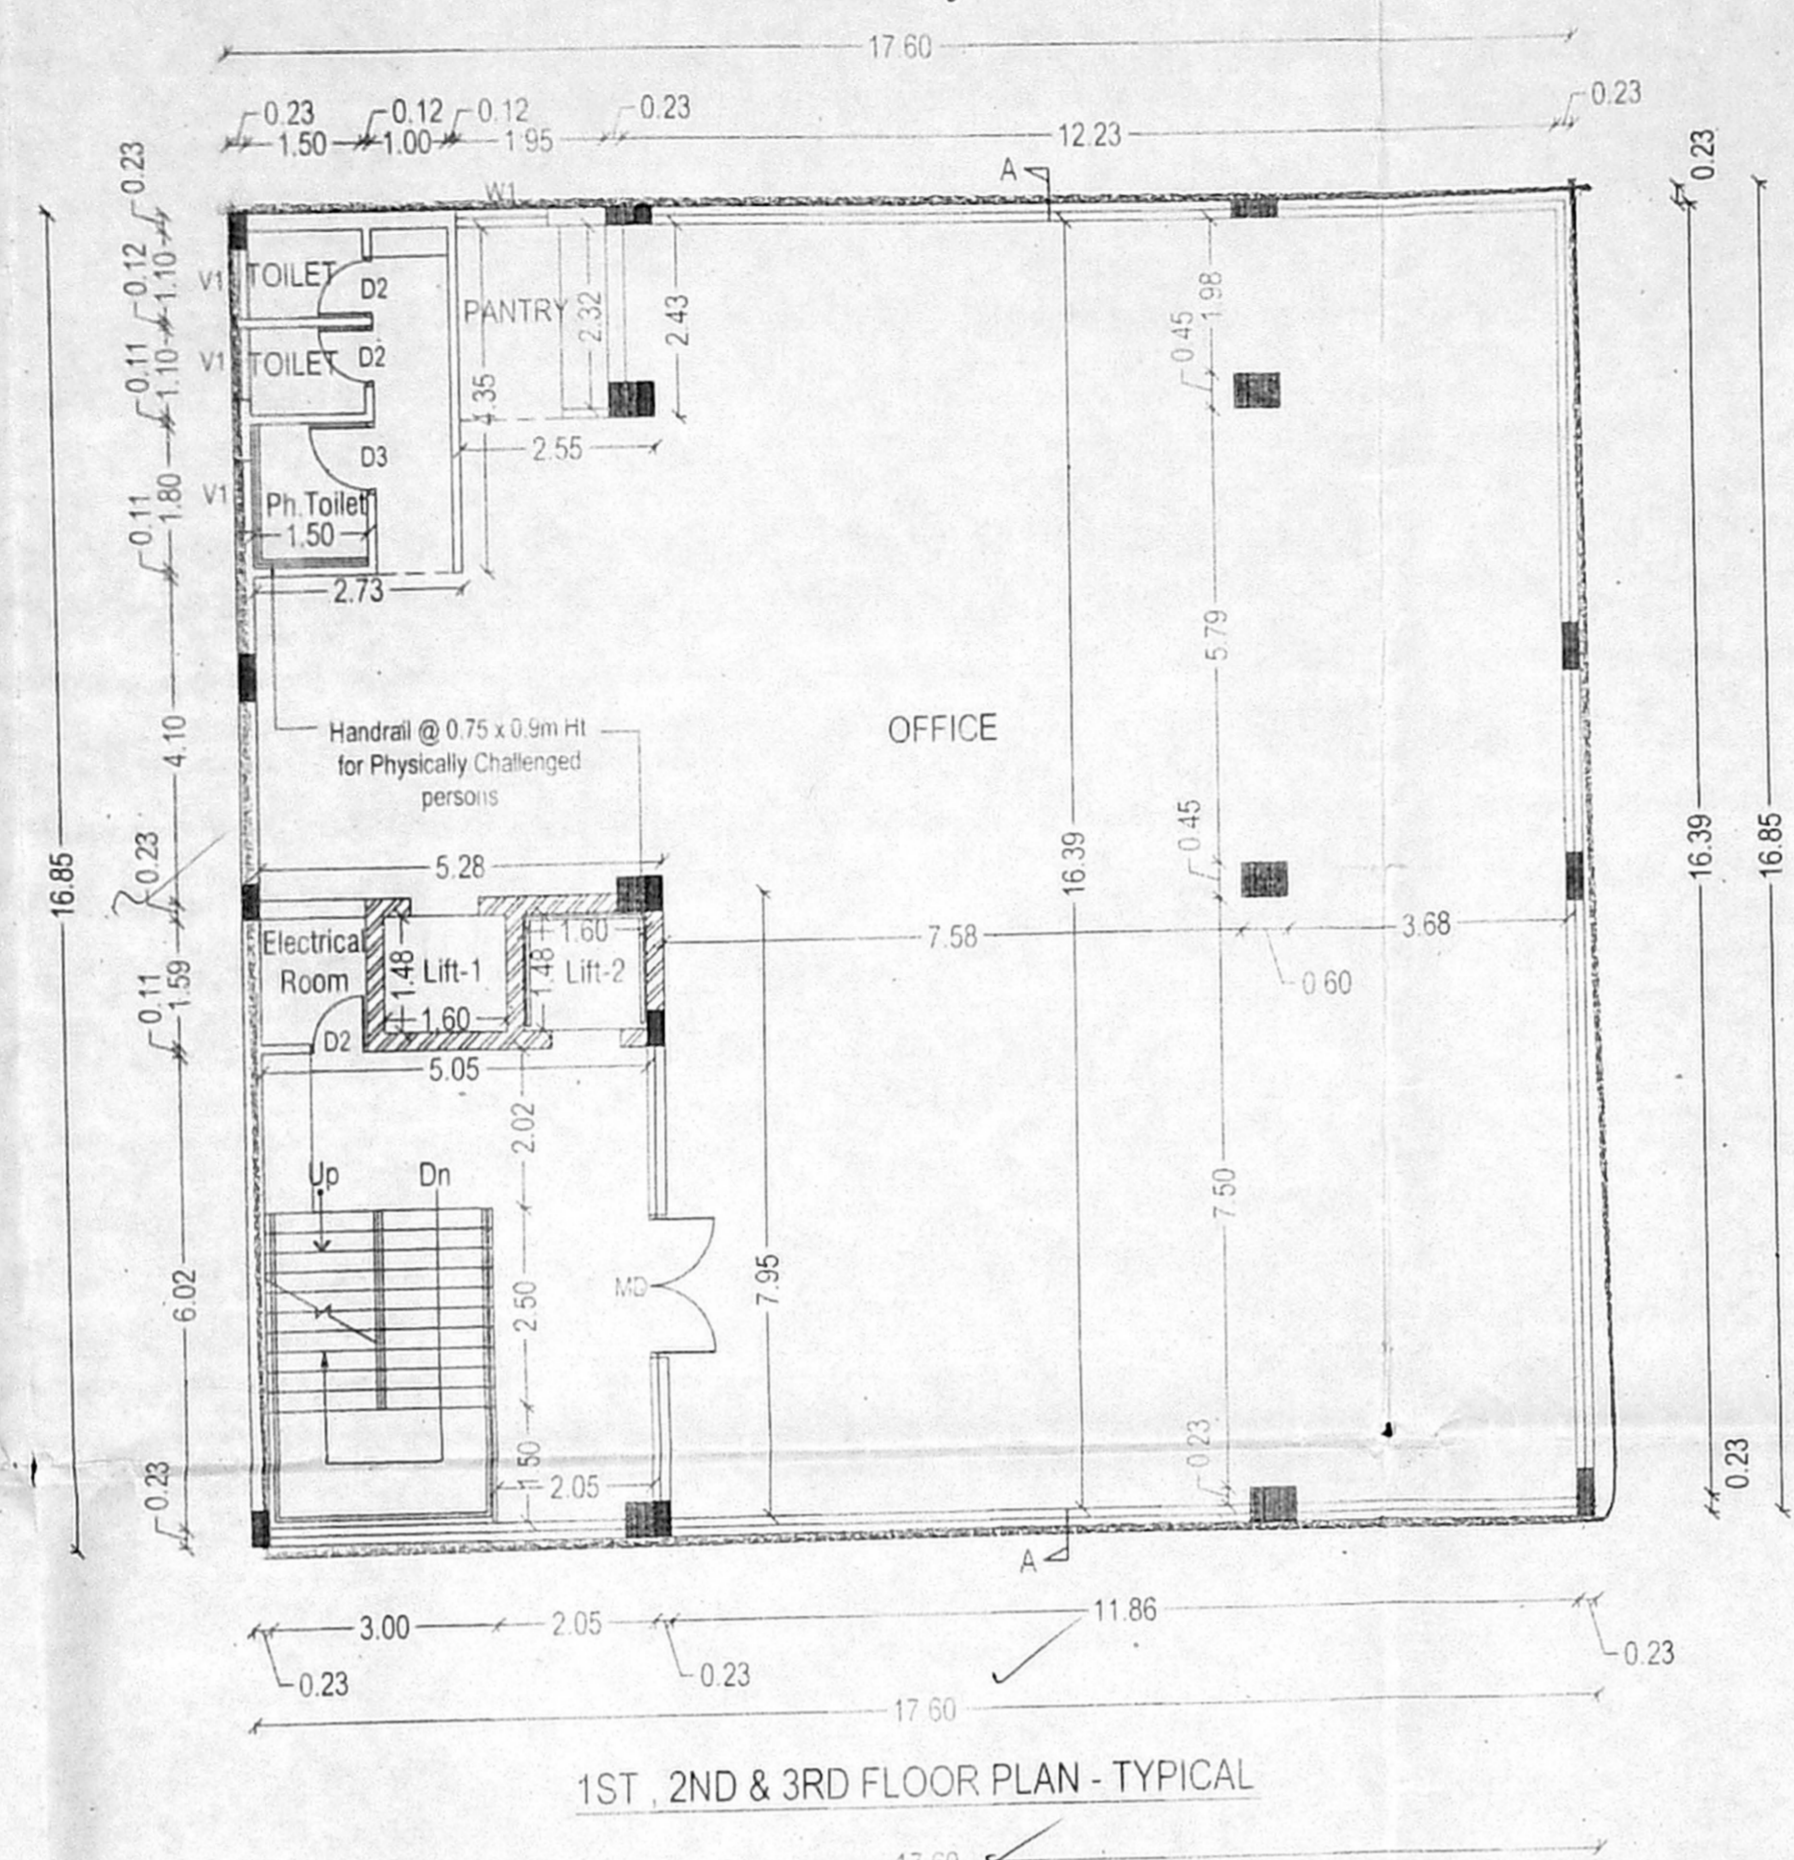 17.60
0.23 0.12 0.12 0.23 0.23
1.50 1.00 1.95 12.23
A
W1
0.23
0.23
0.12
1.10
V1 TOILET D2
PANTRY 2.32 2.43
1.98
0.45
0.11
1.10
V1 TOILET D2
4.35
2.55
D3
V1
0.11
1.80
Ph.Toilet
1.50
2.73
5.79
Handrail @ 0.75 x 0.9m Ht
for Physically Challenged
persons
OFFICE
4.10
0.23
16.85
5.28
16.39
0.45
16.39
16.85
Electrical
Room
1.48 Lift-1
1.60
1.60
1.48 Lift-2
7.58 3.68
0.60
0.11
1.59
D2
5.05
2.02
Up Dn
7.50
6.02
2.50
MD
7.95
0.23
1.50
2.05
0.23
0.23
A
3.00 2.05 11.86
0.23 0.23 0.23
17.60
1ST , 2ND & 3RD FLOOR PLAN - TYPICAL